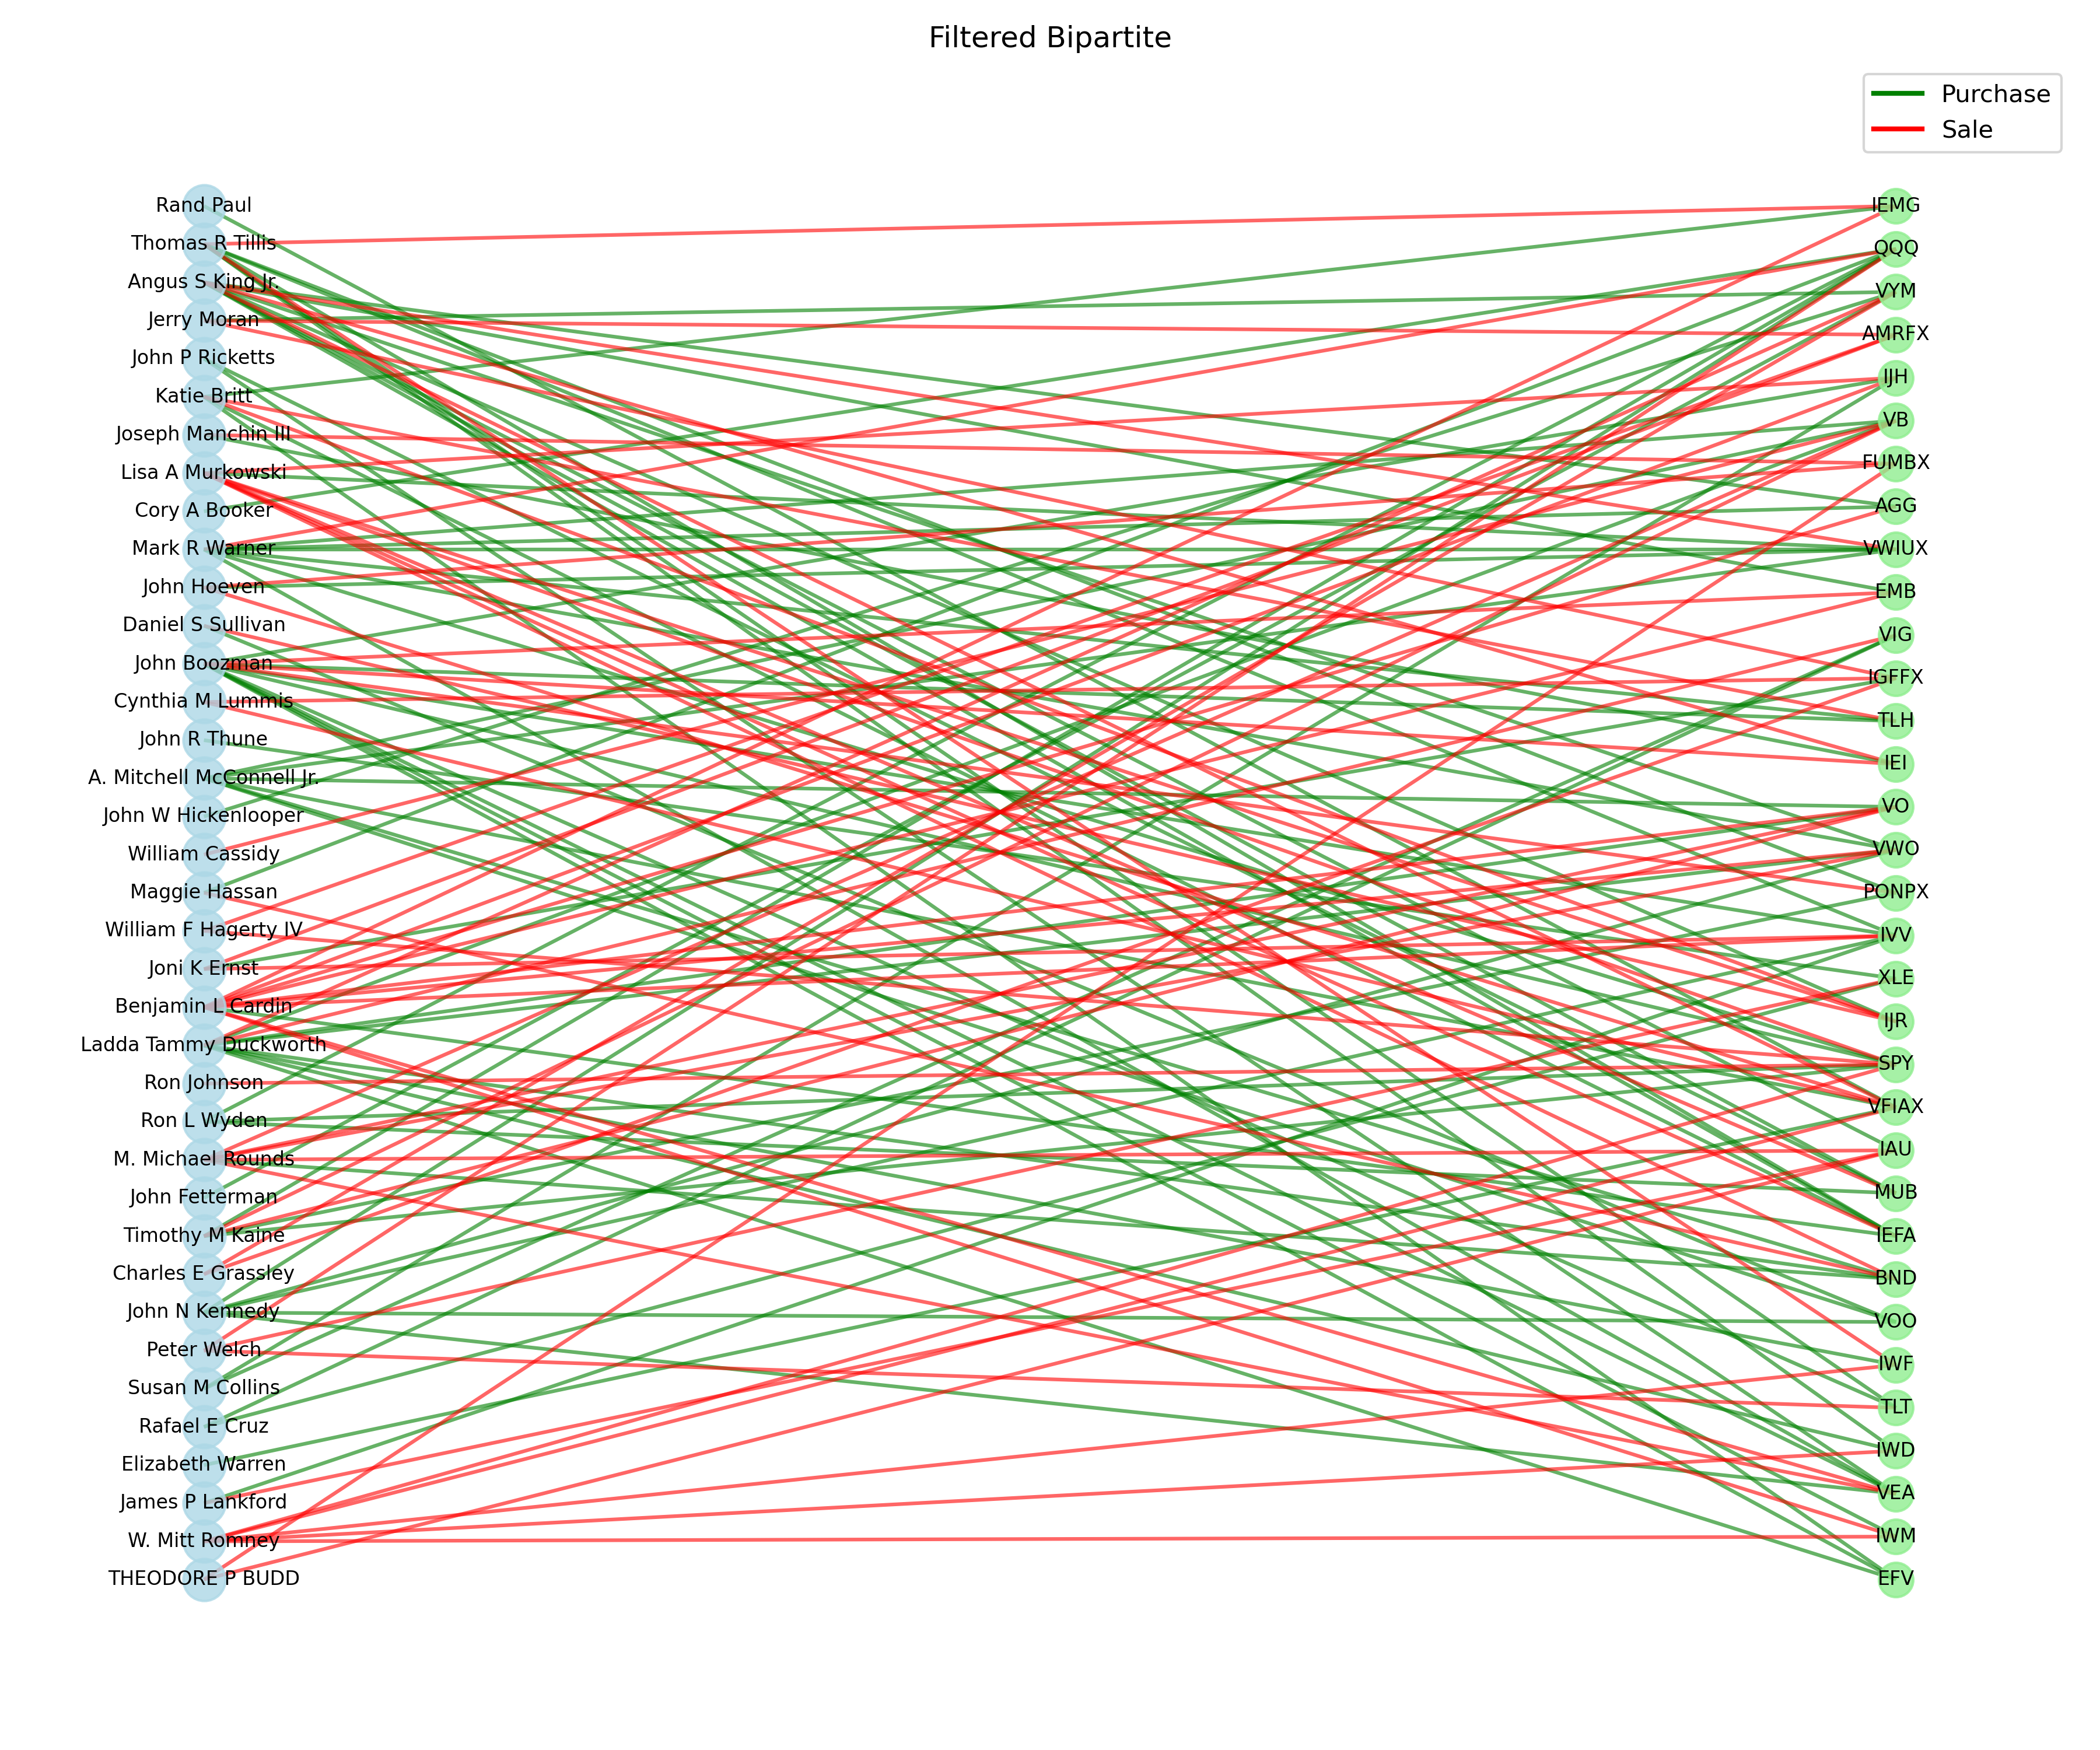 Filtered Bipartite
Purchase
Sale
Rand Paul
Thomas R Tillis
Angus S King Jr.
Jerry Moran
John P Ricketts
Katie Britt
Joseph Manchin III
Lisa A Murkowski
Cory A Booker
Mark R Warner
John Hoeven
Daniel S Sullivan
John Boozman
Cynthia M Lummis
John R Thune
A. Mitchell McConnell Jr.
John W Hickenlooper
William Cassidy
Maggie Hassan
William F Hagerty IV
Joni K Ernst
Benjamin L Cardin
Ladda Tammy Duckworth
Ron Johnson
Ron L Wyden
M. Michael Rounds
John Fetterman
Timothy M Kaine
Charles E Grassley
John N Kennedy
Peter Welch
Susan M Collins
Rafael E Cruz
Elizabeth Warren
James P Lankford
W. Mitt Romney
THEODORE P BUDD
IEMG
QQQ
VYM
AMRFX
IJH
VB
FUMBX
AGG
VWIUX
EMB
VIG
IGFFX
TLH
IEI
VO
VWO
PONPX
IVV
XLE
IJR
SPY
VFIAX
IAU
MUB
IEFA
BND
VOO
IWF
TLT
IWD
VEA
IWM
EFV